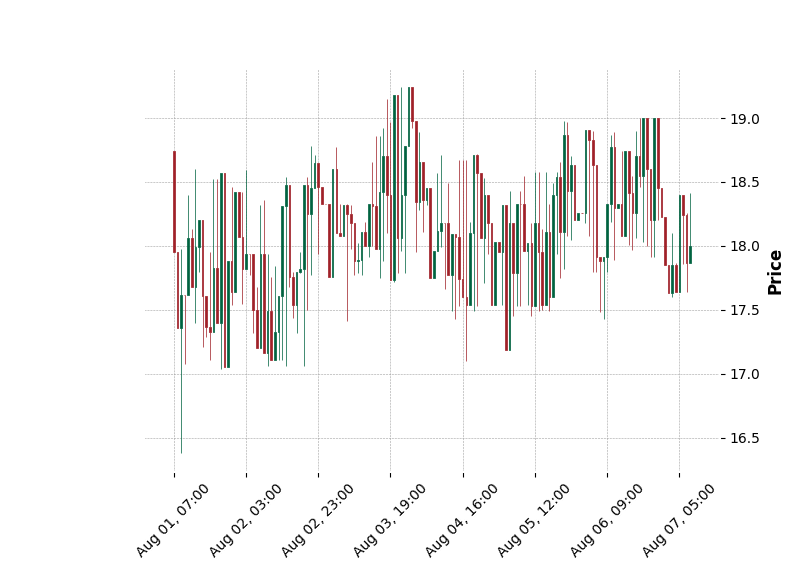 19.0
18.5
18.0
17.5
17.0
16.5
Price
Aug 01, 07:00
Aug 02, 03:00
Aug 02, 23:00
Aug 03, 19:00
Aug 04, 16:00
Aug 05, 12:00
Aug 06, 09:00
Aug 07, 05:00